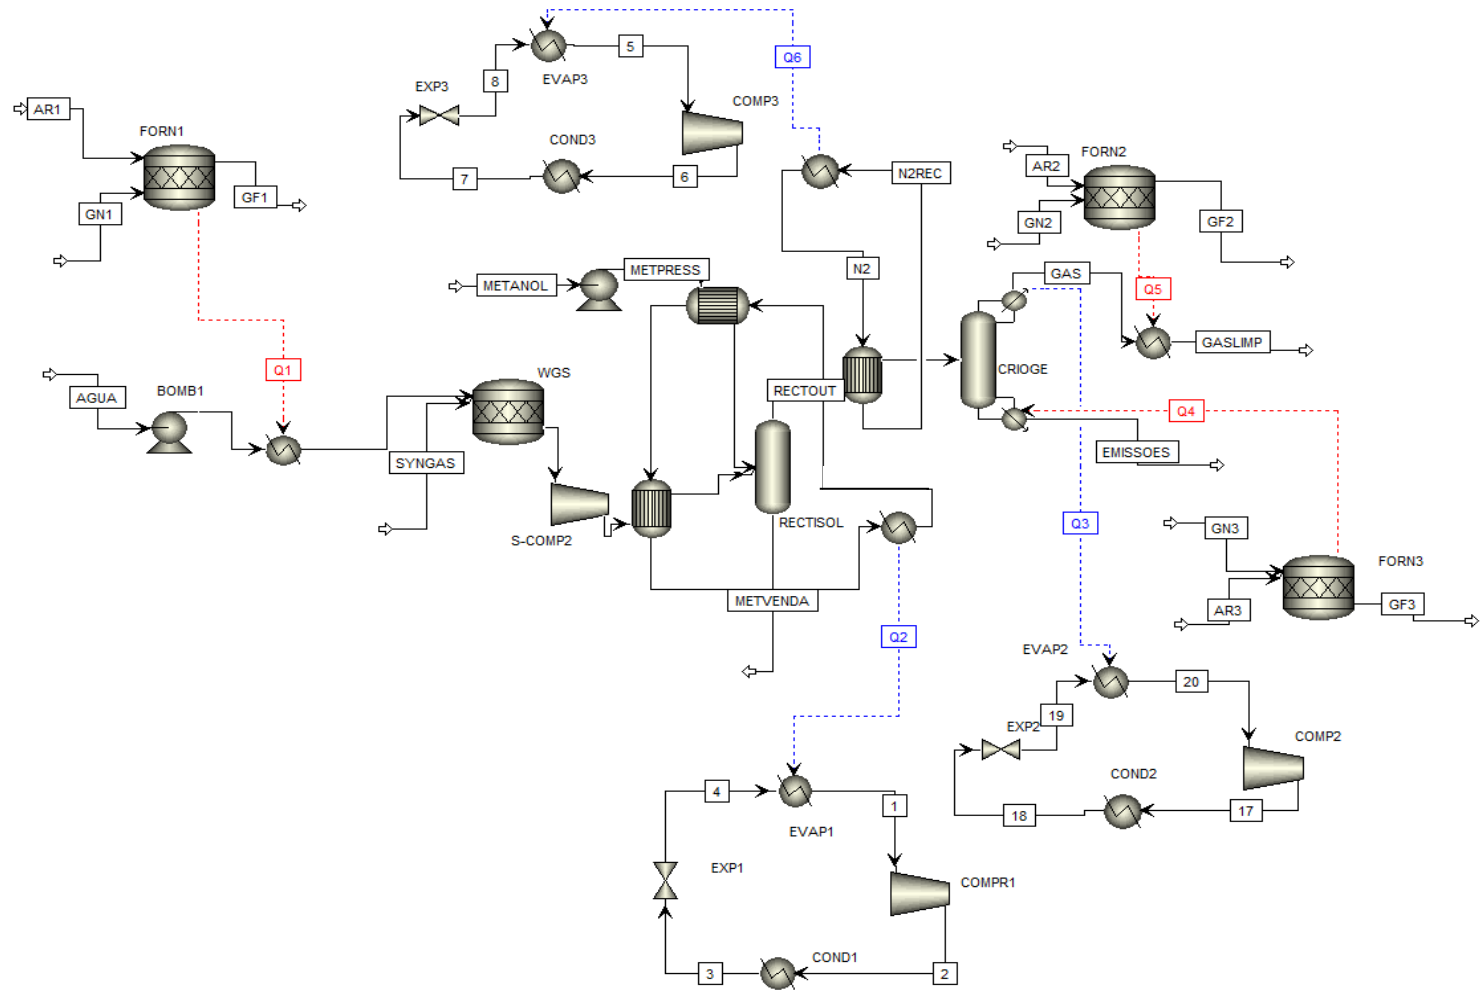 Q6
5
EXP3
8
EVAP3
COMP3
AR1
FORN1
COND3
FORN2
AR2
7
6
N2REC
GN1
GF1
GN2
GF2
METPRESS
N2
GAS
METANOL
Q5
GASLIMP
Q1
WGS
CRIOGE
AGUA
BOMB1
RECTOUT
Q4
SYNGAS
EMISSOES
S-COMP2
RECTISOL
Q3
GN3
FORN3
METVENDA
AR3
GF3
Q2
EVAP2
20
19
EXP2
COMP2
COND2
4
1
18
17
EVAP1
EXP1
COMPR1
COND1
3
2